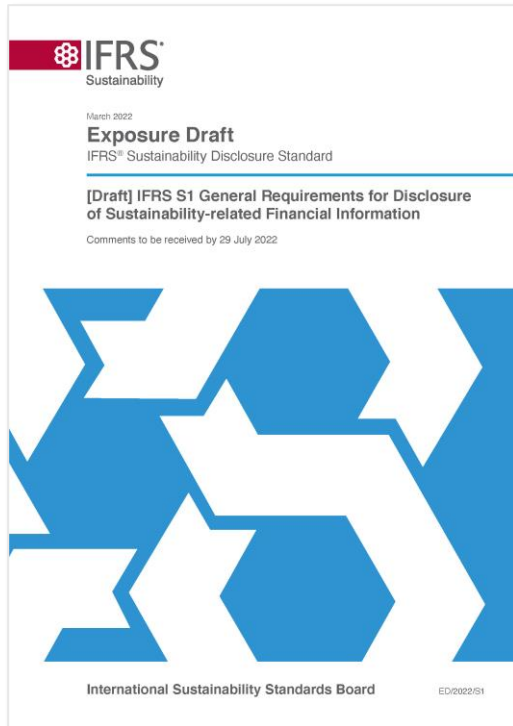 IFRS®
Sustainability
March 2022
Exposure Draft
IFRS® Sustainability Disclosure Standard
[Draft] IFRS S1 General Requirements for Disclosure
of Sustainability-related Financial Information
Comments to be received by 29 July 2022
International Sustainability Standards Board
ED/2022/S1